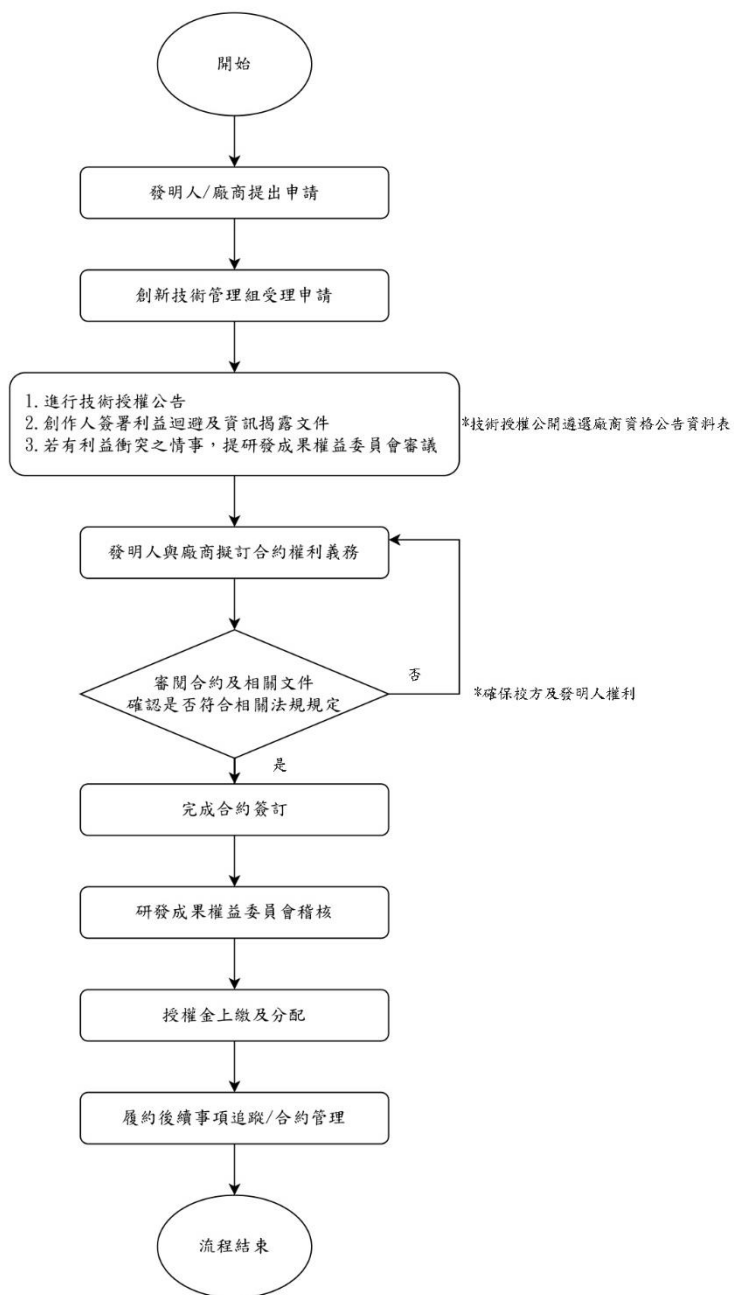 開始
發明人/廠商提出申請
創新技術管理組受理申請
1.進行技術授權公告
2.創作人簽署利益迴避及資訊揭露文件
3.若有利益衝突之情事，提研發成果權益委員會審議
*技術授權公開遴選廠商資格公告資料表
發明人與廠商擬訂合約權利義務
審閱合約及相關文件
確認是否符合相關法規規定
否
*確保校方及發明人權利
是
完成合約簽訂
研發成果權益委員會稽核
授權金上繳及分配
履約後續事項追蹤/合約管理
流程結束